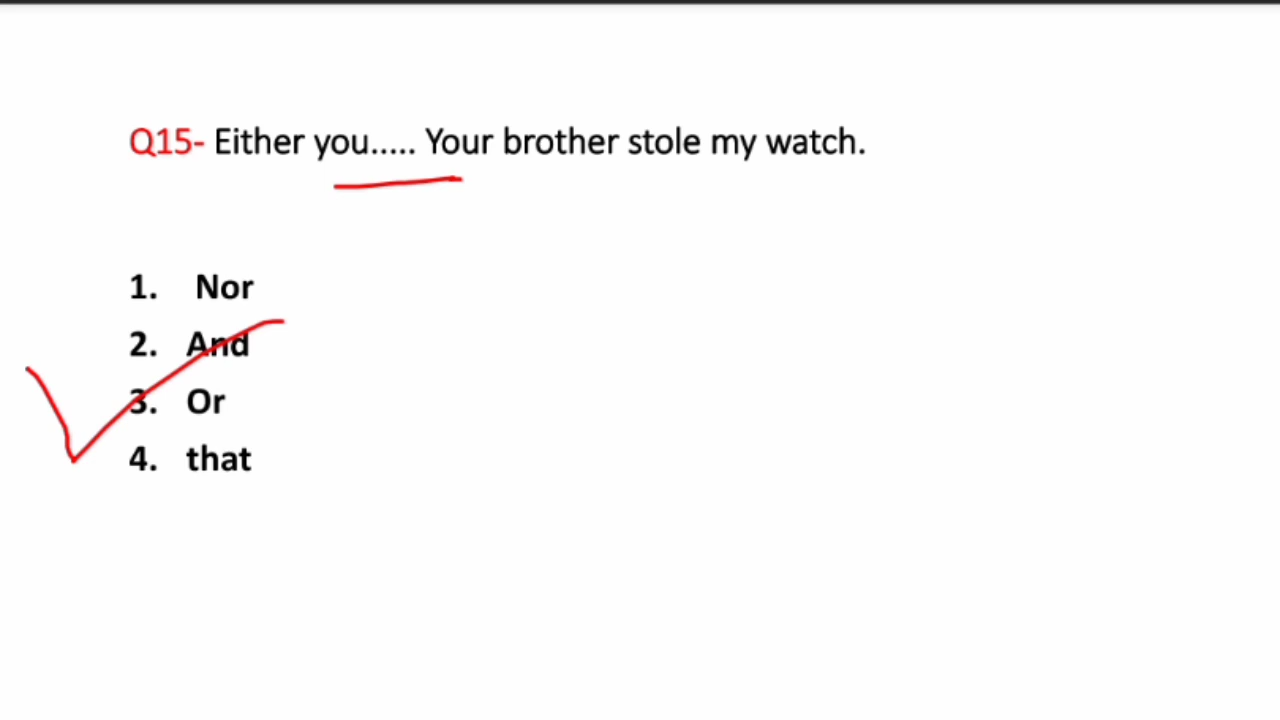 Q15- Either you..... Your brother stole my watch.
1. Nor
2. And
3. Or
4. that